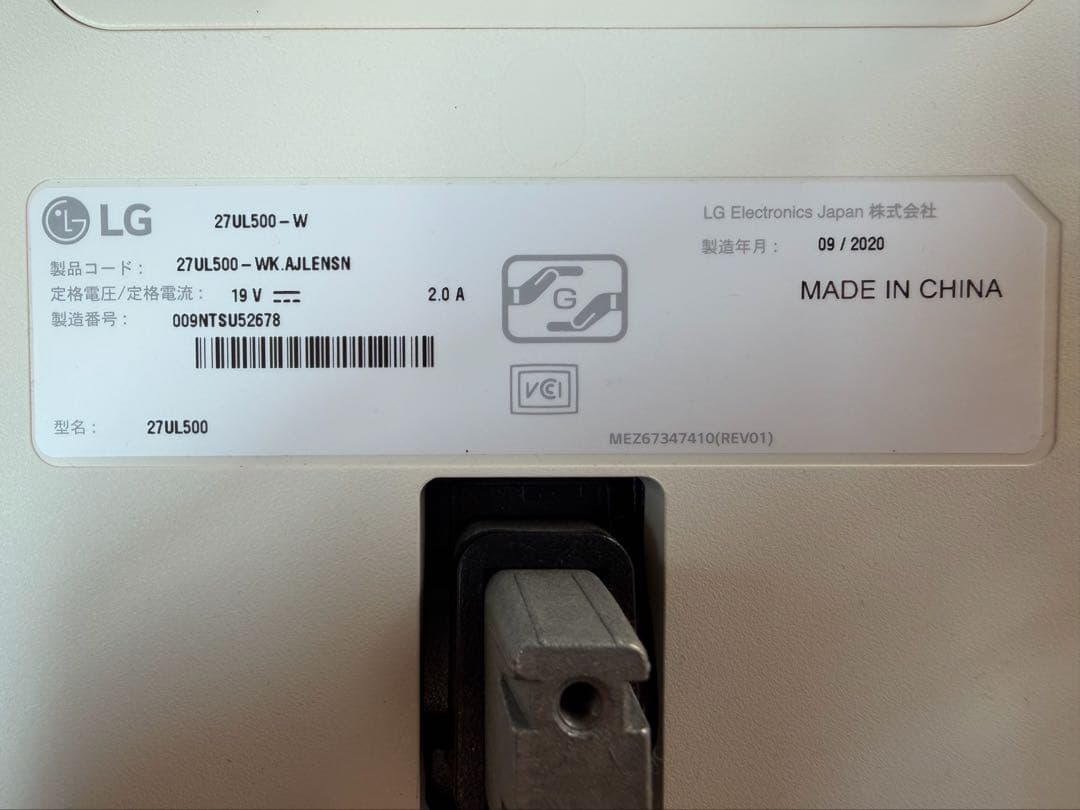 LG 27UL500-W
製品コード： 27UL500-WK.AJLENSN
定格電圧/定格電流： 19 V 2.0 A
製造番号： 009NTSU52678
型名： 27UL500
G
VCCI
LG Electronics Japan 株式会社
製造年月： 09 / 2020
MADE IN CHINA
MEZ67347410(REV01)